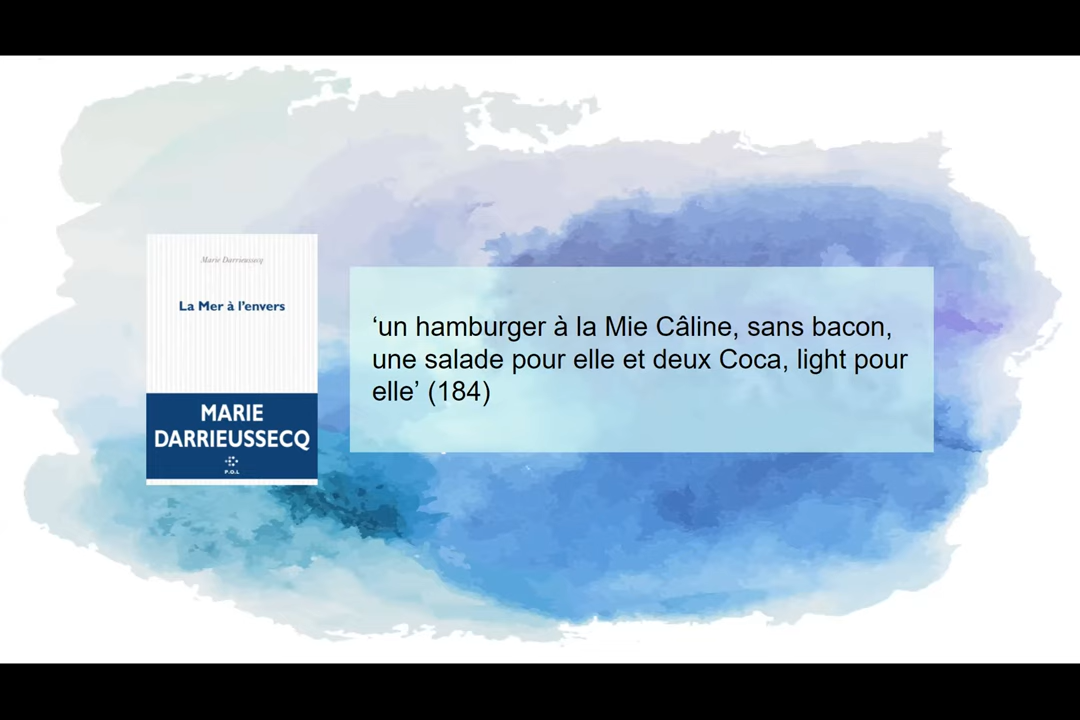 Marie Darrieussecq
La Mer à l'envers
MARIE
DARRIEUSSECQ
P.O.L
‘un hamburger à la Mie Câline, sans bacon,
une salade pour elle et deux Coca, light pour
elle’ (184)